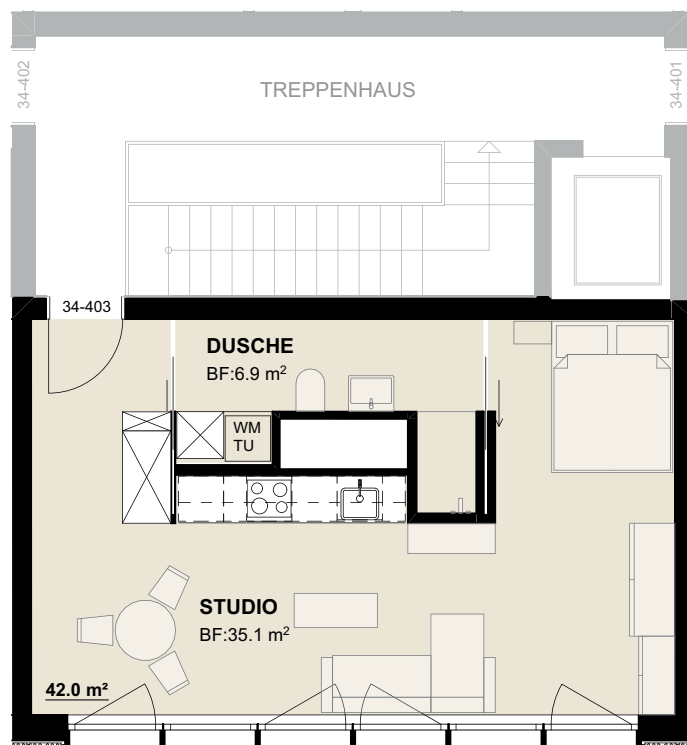 34-402
TREPPENHAUS
34-401
34-403
DUSCHE
BF:6.9 m²
WM
TU
STUDIO
BF:35.1 m²
42.0 m²